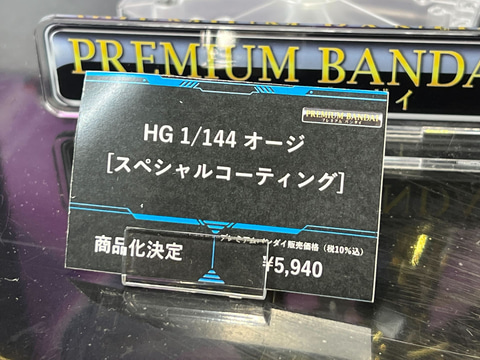 PREMIUM BANDAI
PREMIUM BANDAI
HG 1/144 オージ
[スペシャルコーティング]
商品化決定
プレミアムバンダイ販売価格（税10%込）
¥5,940